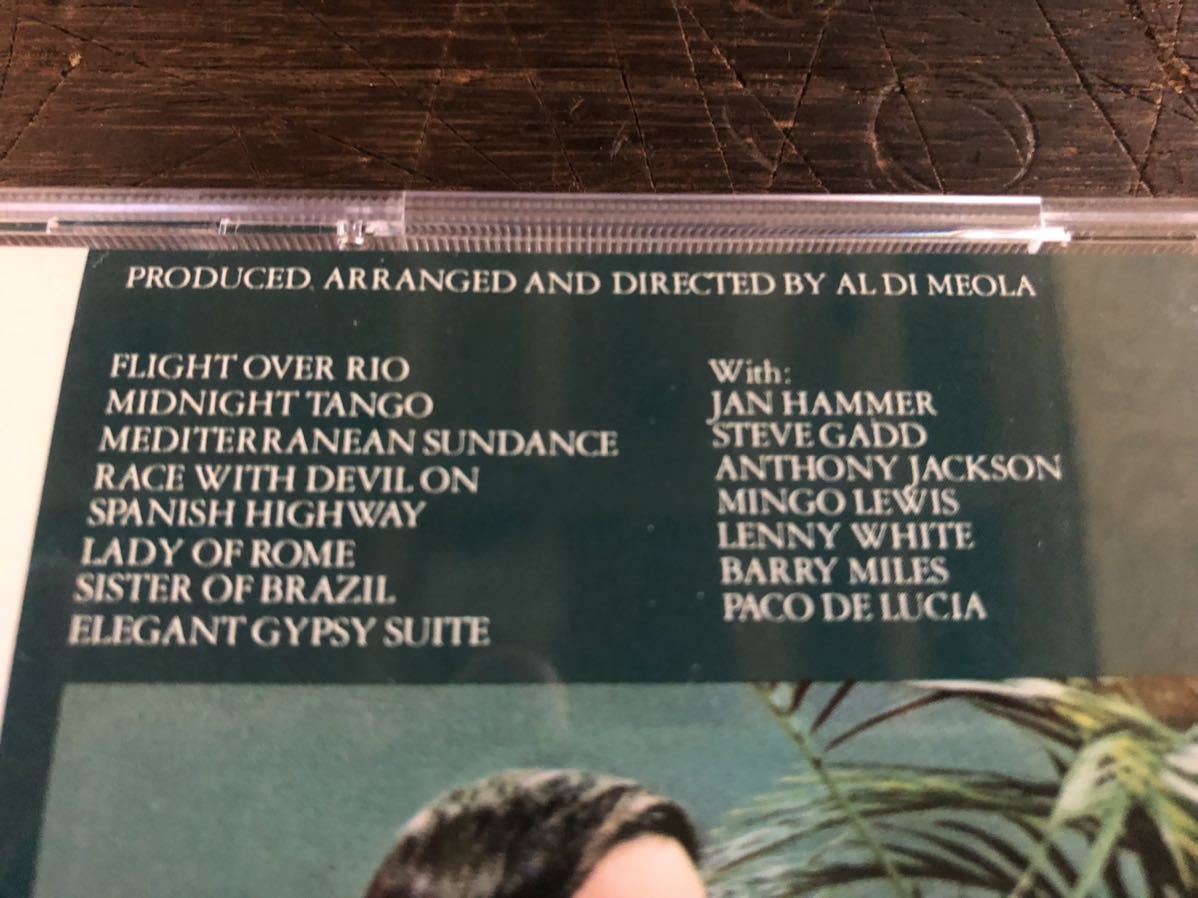 PRODUCED, ARRANGED AND DIRECTED BY AL DI MEOLA
FLIGHT OVER RIO
MIDNIGHT TANGO
MEDITERRANEAN SUNDANCE
RACE WITH DEVIL ON
SPANISH HIGHWAY
LADY OF ROME
SISTER OF BRAZIL
ELEGANT GYPSY SUITE
With:
JAN HAMMER
STEVE GADD
ANTHONY JACKSON
MINGO LEWIS
LENNY WHITE
BARRY MILES
PACO DE LUCIA